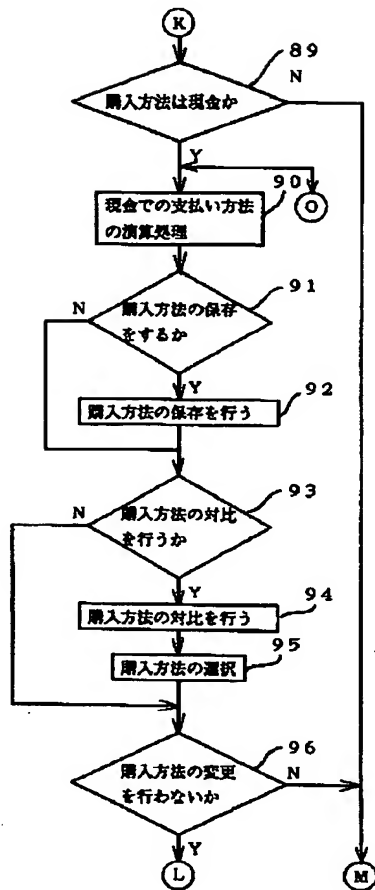 K
89
購入方法は現金か
N
Y
90
O
現金での支払い方法
の演算処理
91
N
購入方法の保存
をするか
Y
92
購入方法の保存を行う
93
N
購入方法の対比
を行うか
Y
94
購入方法の対比を行う
95
購入方法の選択
96
購入方法の変更
を行わないか
N
Y
L
M